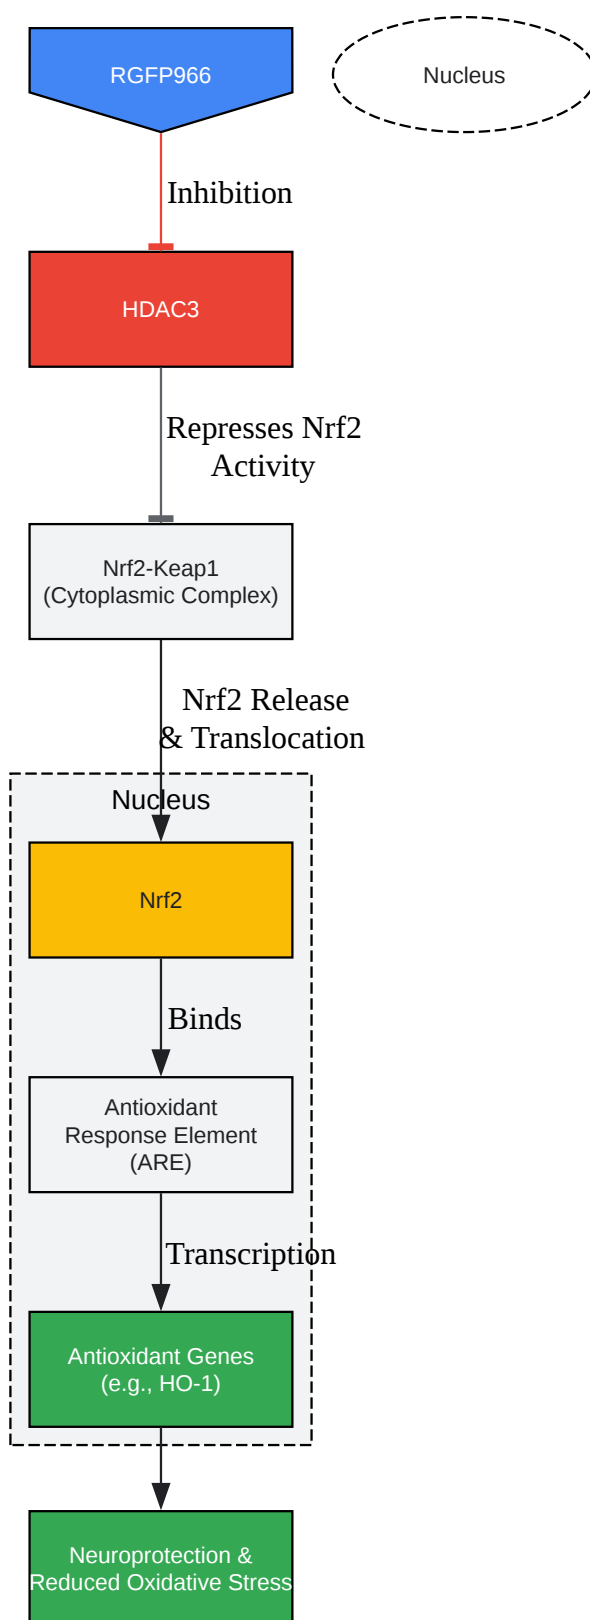 RGFP966
Nucleus
Inhibition
HDAC3
Represses Nrf2
Activity
Nrf2-Keap1
(Cytoplasmic Complex)
Nrf2 Release
& Translocation
Nucleus
Nrf2
Binds
Antioxidant
Response Element
(ARE)
Transcription
Antioxidant Genes
(e.g., HO-1)
Neuroprotection &
Reduced Oxidative Stress